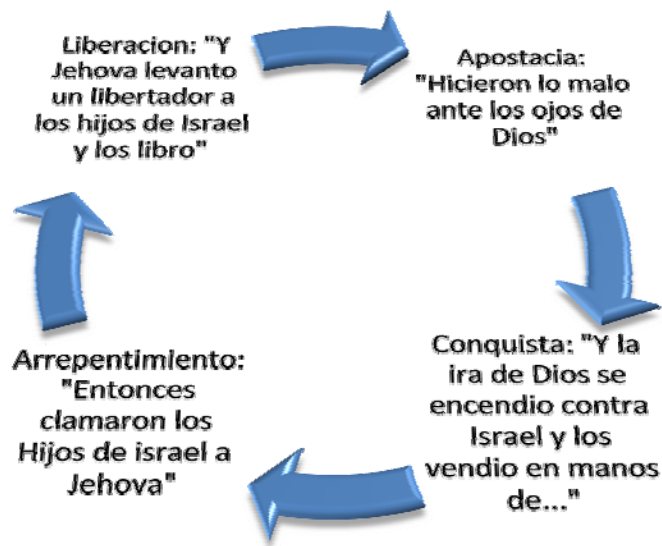 Liberacion: "Y
Jehova levanto
un libertador a
los hijos de Israel
y los libro"
Apostacia:
"Hicieron lo malo
ante los ojos de
Dios"
Conquista: "Y la
ira de Dios se
encendio contra
Israel y los
vendio en manos
de..."
Arrepentimiento:
"Entonces
clamaron los
Hijos de israel a
Jehova"